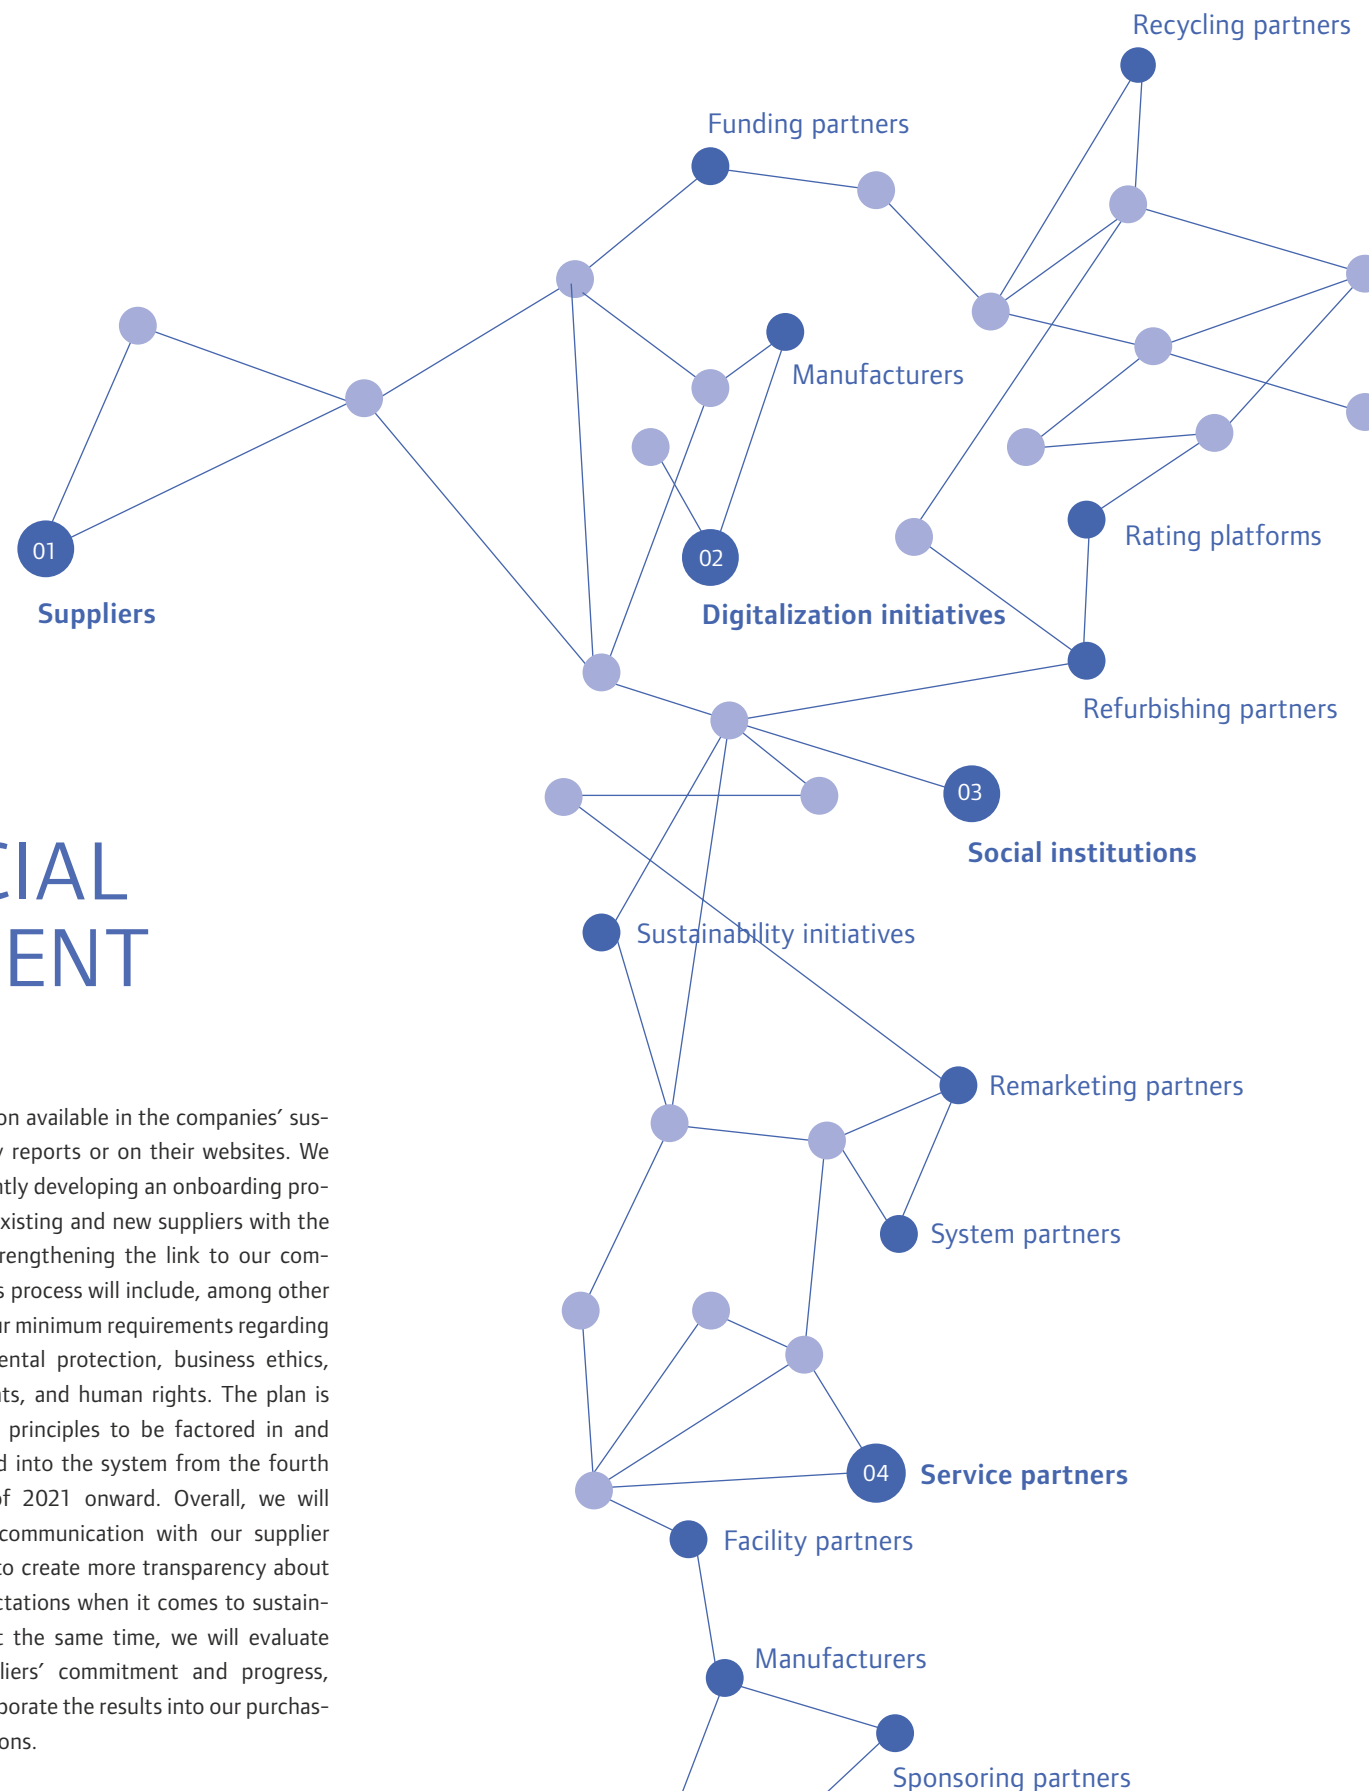 Recycling partners
Funding partners
Manufacturers
01
02
Rating platforms
Suppliers
Digitalization initiatives
Refurbishing partners
03
Social institutions
CIAL
ENT
Sustainability initiatives
Remarketing partners
System partners
04
Service partners
Facility partners
Manufacturers
Sponsoring partners
on available in the companies’ sus-
y reports or on their websites. We
ntly developing an onboarding pro-
xisting and new suppliers with the
rengthening the link to our com-
s process will include, among other
ur minimum requirements regarding
ental protection, business ethics,
ts, and human rights. The plan is
principles to be factored in and
d into the system from the fourth
of 2021 onward. Overall, we will
communication with our supplier
to create more transparency about
ctations when it comes to sustain-
t the same time, we will evaluate
liers’ commitment and progress,
porate the results into our purchas-
ons.